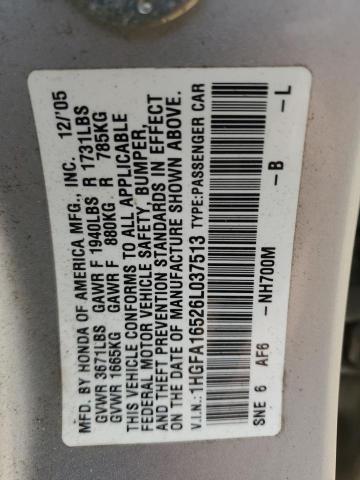 MFD. BY HONDA OF AMERICA MFG., INC. 12/'05
GVWR 3671LBS GAWR F 1940LBS R 1731LBS
GVWR 1665KG GAWR F 880KG. R 785KG
THIS VEHICLE CONFORMS TO ALL APPLICABLE
FEDERAL MOTOR VEHICLE SAFETY, BUMPER,
AND THEFT PREVENTION STANDARDS IN EFFECT
ON THE DATE OF MANUFACTURE SHOWN ABOVE.
V.I.N.: 1HGFA16526L037513 TYPE:PASSENGER CAR
SNE 6 AF6 -NH700M -B -L